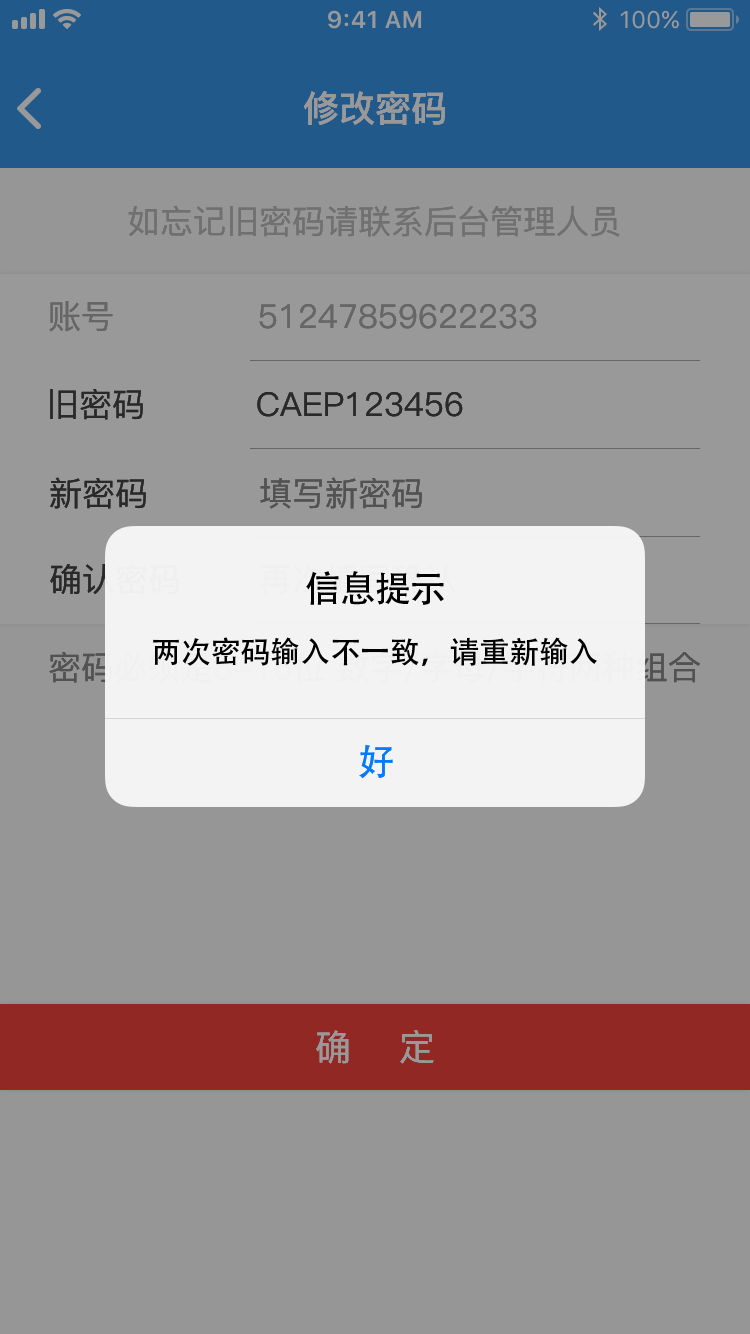 9:41 AM
100%
修改密码
如忘记旧密码请联系后台管理人员
账号
51247859622233
旧密码
CAEP123456
新密码
填写新密码
确认密码
信息提示
两次密码输入不一致，请重新输入
密码
组合
好
确 定